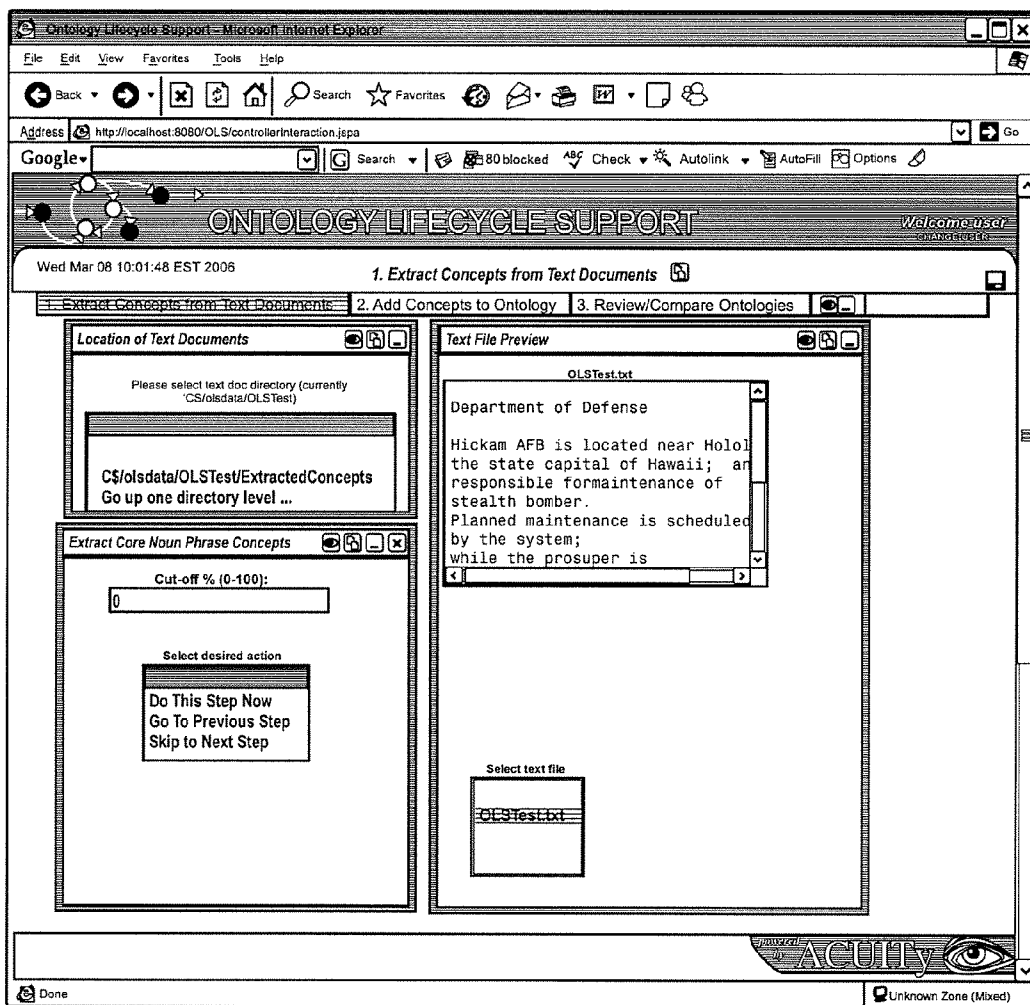 Ontology Lifecycle Support - Microsoft Internet Explorer
File Edit View Favorites Tools Help
Back Search Favorites
Address http://localhost:8080/OLS/controllerInteraction.jspa Go
Google G Search 80 blocked ABC Check Autolink AutoFill Options
ONTOLOGY LIFECYCLE SUPPORT
Welcome user
CHANGE USER
Wed Mar 08 10:01:48 EST 2006
1. Extract Concepts from Text Documents
1. Extract Concepts from Text Documents 2. Add Concepts to Ontology 3. Review/Compare Ontologies
Location of Text Documents
Please select text doc directory (currently
'CS/olsdata/OLSTest)
C$/olsdata/OLSTest/ExtractedConcepts
Go up one directory level ...
Extract Core Noun Phrase Concepts
Cut-off % (0-100):
0
Select desired action
Do This Step Now
Go To Previous Step
Skip to Next Step
Text File Preview
OLSTest.txt
Department of Defense
Hickam AFB is located near Holol
the state capital of Hawaii; an
responsible formaintenance of
stealth bomber.
Planned maintenance is scheduled
by the system;
while the prosuper is
Select text file
OLSTest.txt
powered
by ACUITy
Done
Unknown Zone (Mixed)